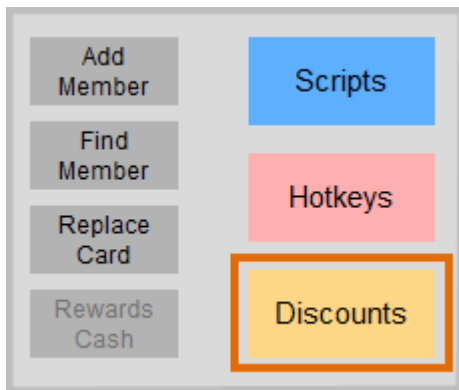 Add
Member
Find
Member
Replace
Card
Rewards
Cash
Scripts
Hotkeys
Discounts